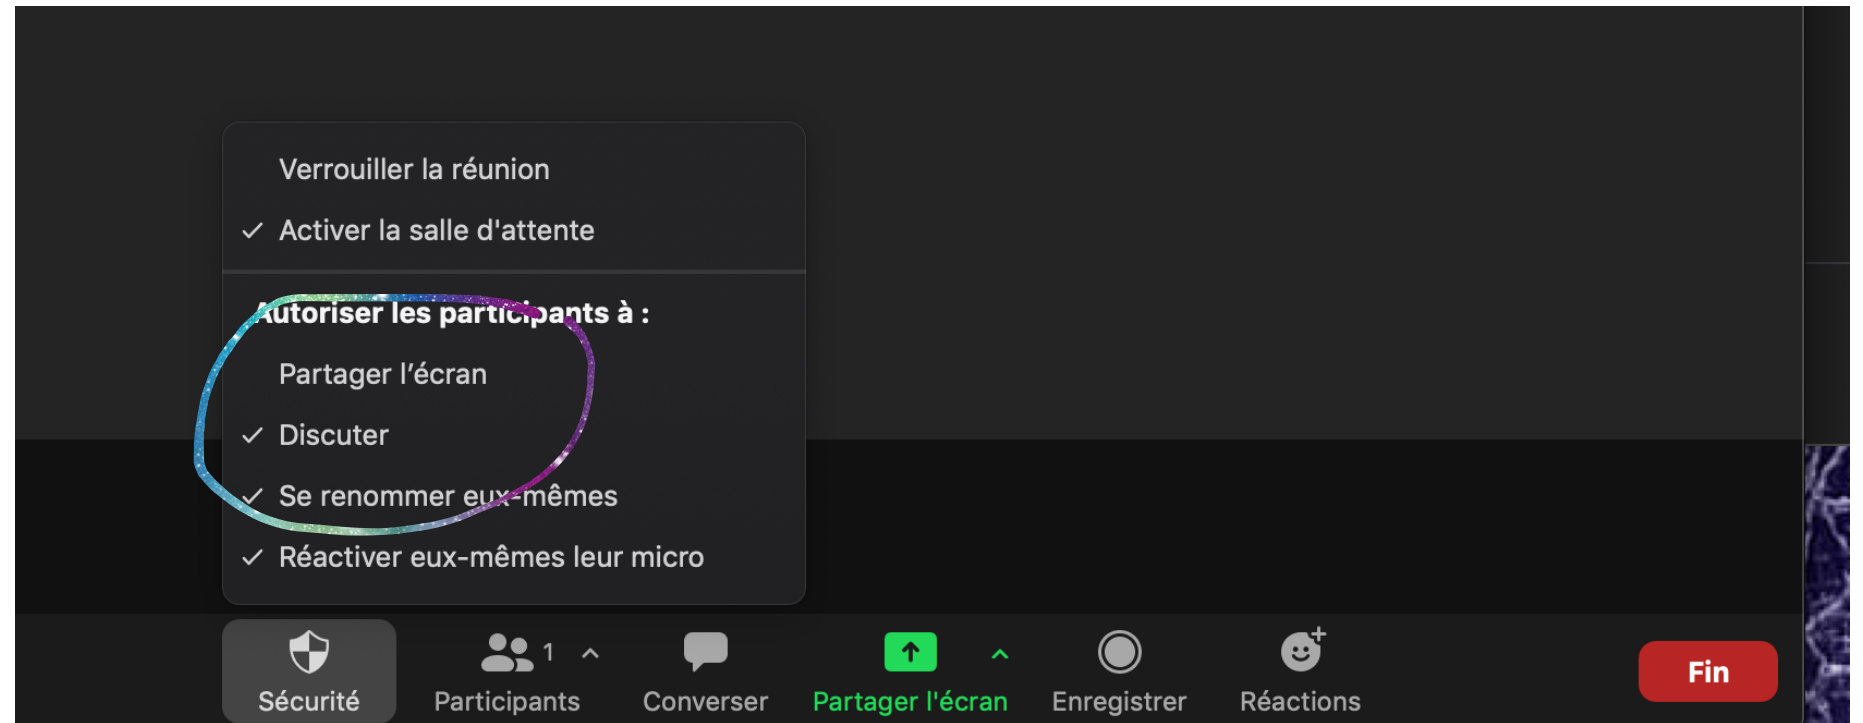 Verrouiller la réunion
✓ Activer la salle d'attente
Autoriser les participants à :
Partager l’écran
✓ Discuter
✓ Se renommer eux-mêmes
✓ Réactiver eux-mêmes leur micro
1
Sécurité Participants Converser Partager l'écran Enregistrer Réactions Fin